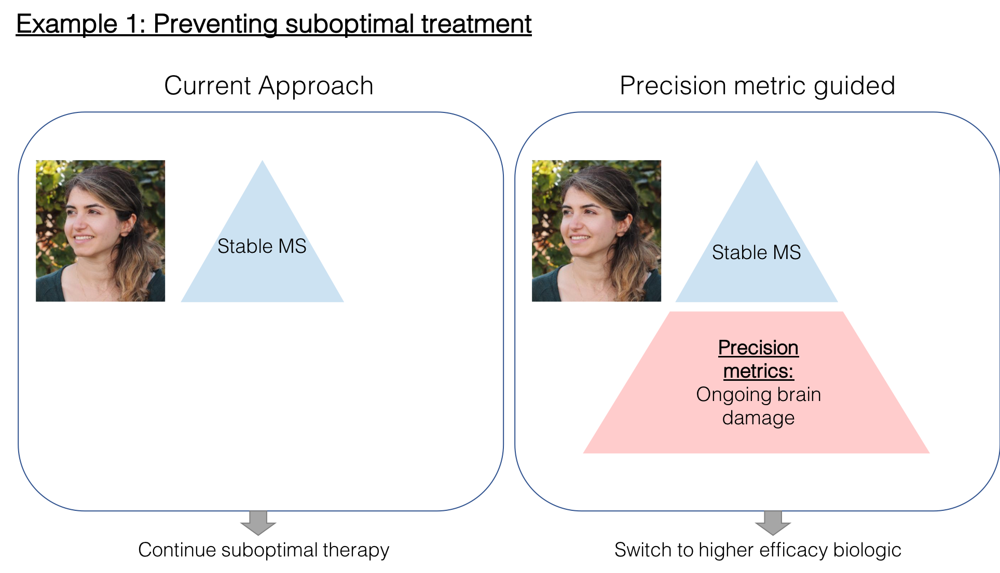 Example 1: Preventing suboptimal treatment
Current Approach
Stable MS
Continue suboptimal therapy
Precision metric guided
Stable MS
Precision
metrics:
Ongoing brain
damage
Switch to higher efficacy biologic